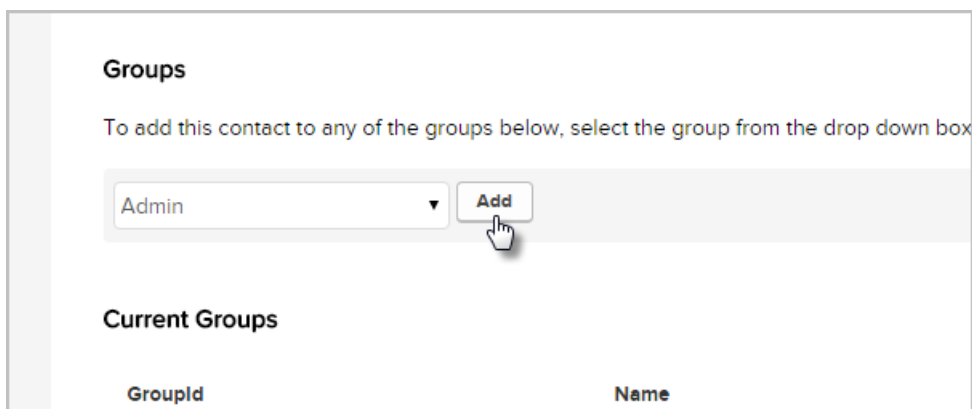 Groups
To add this contact to any of the groups below, select the group from the drop down box
Admin Add
Current Groups
GroupId Name